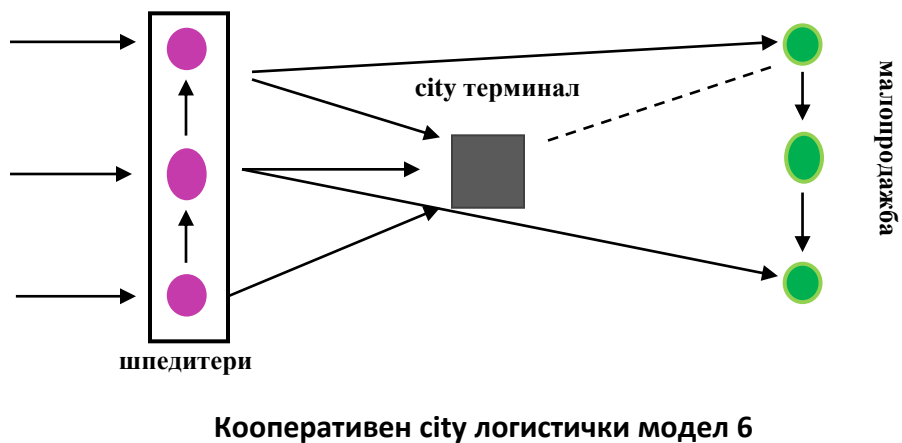 city терминал
малопродажба
шпедитери
Кооперативен city логистички модел 6